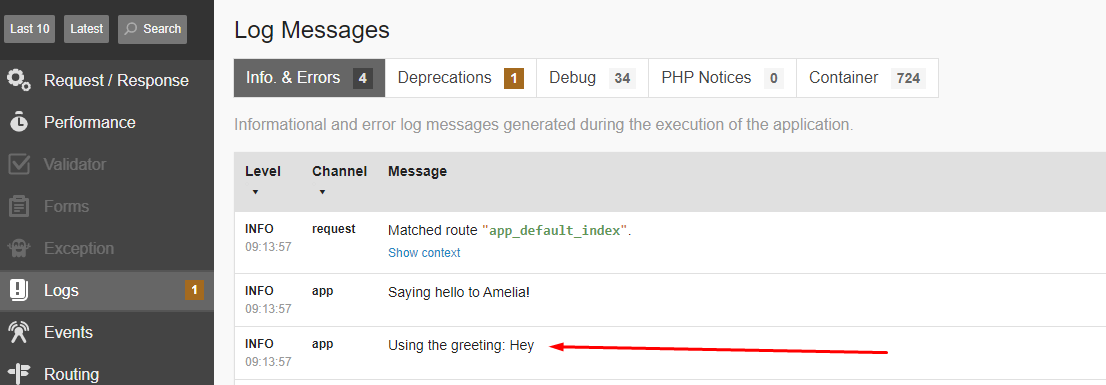 Last 10 Latest Search
Request / Response
Performance
Validator
Forms
Exception
Logs 1
Events
Routing
Log Messages
Info. & Errors 4 Deprecations 1 Debug 34 PHP Notices 0 Container 724
Informational and error log messages generated during the execution of the application.
Level Channel Message
INFO request Matched route "app_default_index".
09:13:57 Show context
INFO app Saying hello to Amelia!
09:13:57
INFO app Using the greeting: Hey
09:13:57